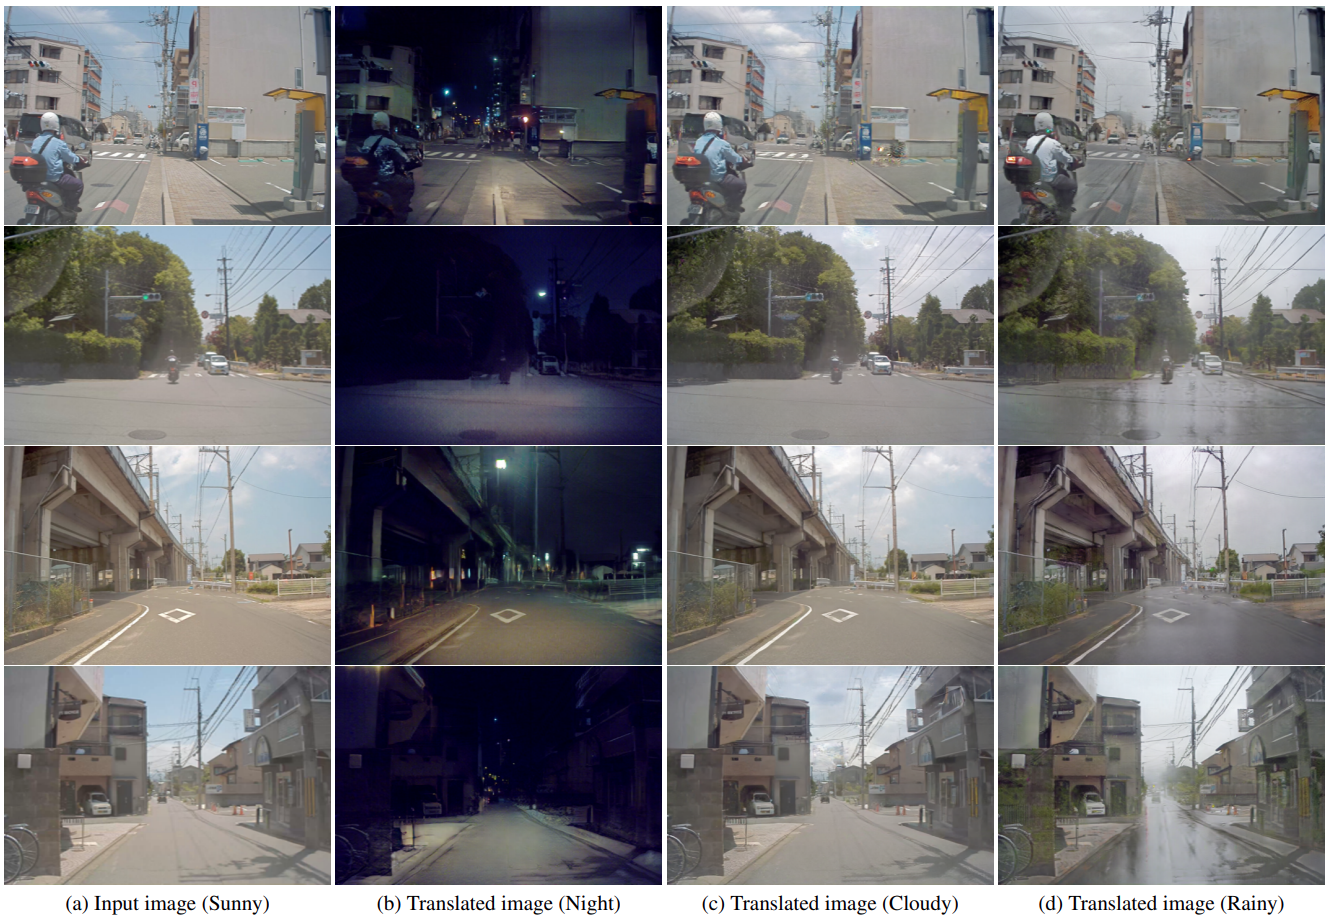 (a) Input image (Sunny)
(b) Translated image (Night)
(c) Translated image (Cloudy)
(d) Translated image (Rainy)